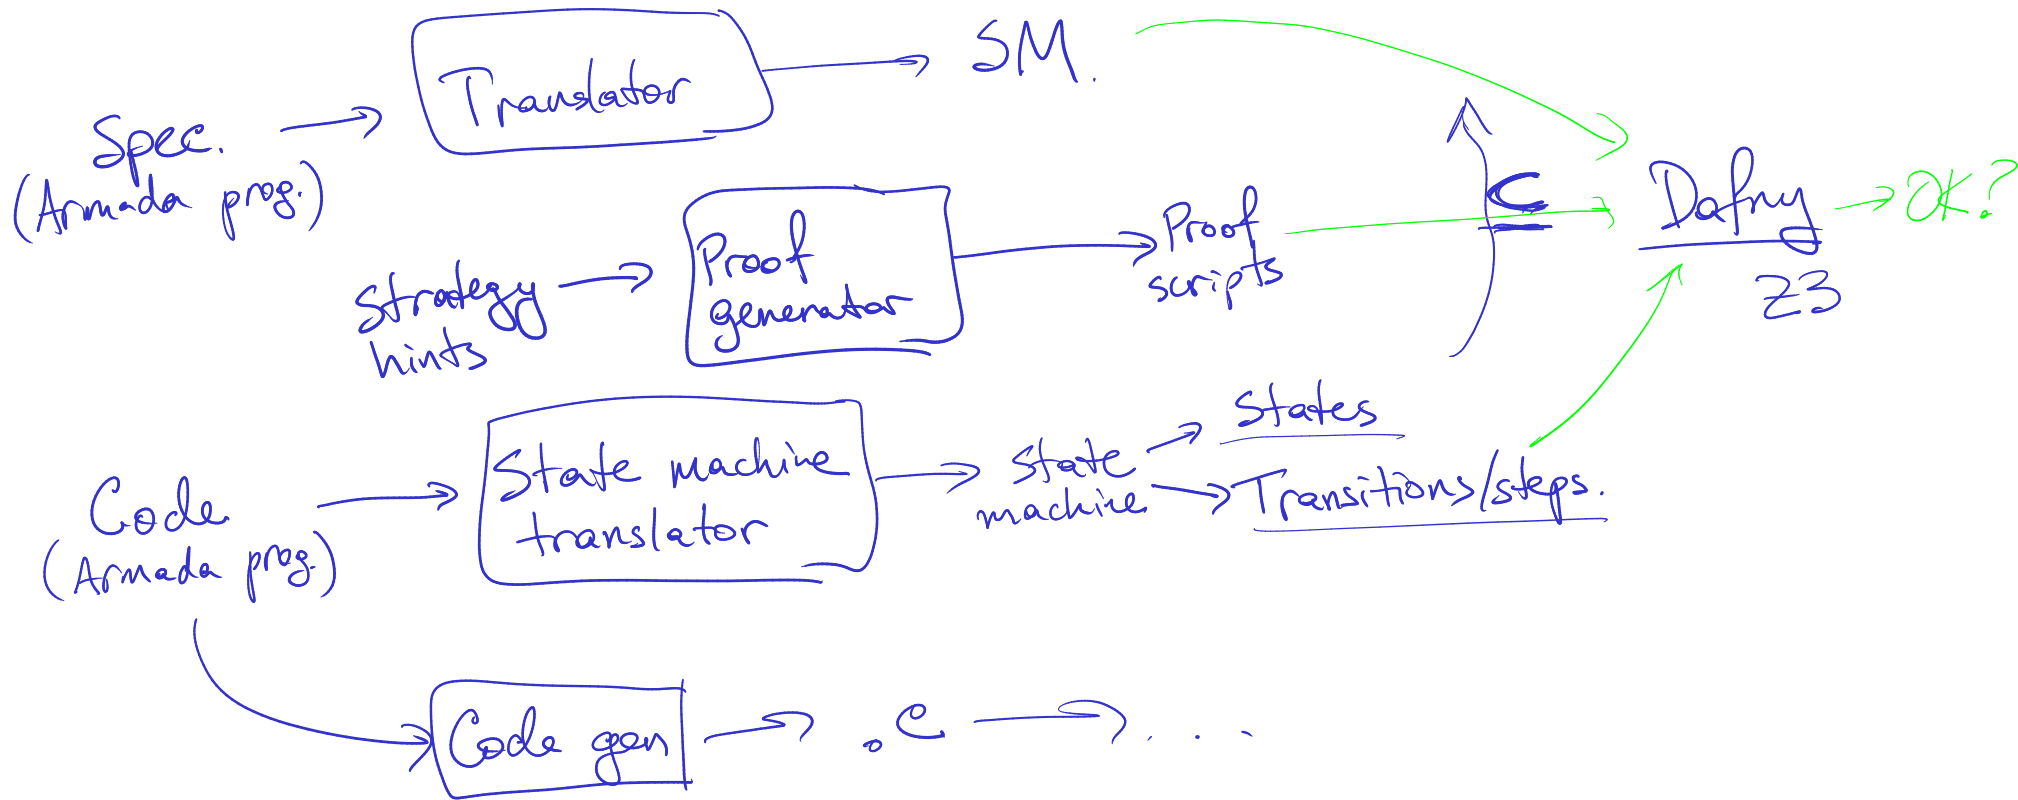 Translator
SM.
Spec.
(Armada prog.)
Proof
generator
Proof
scripts
Dafny
OK?
Z3
Strategy
hints
States
State machine
translator
State
machine
Transitions/steps.
Code
(Armada prog.)
Code gen
.C
. . .